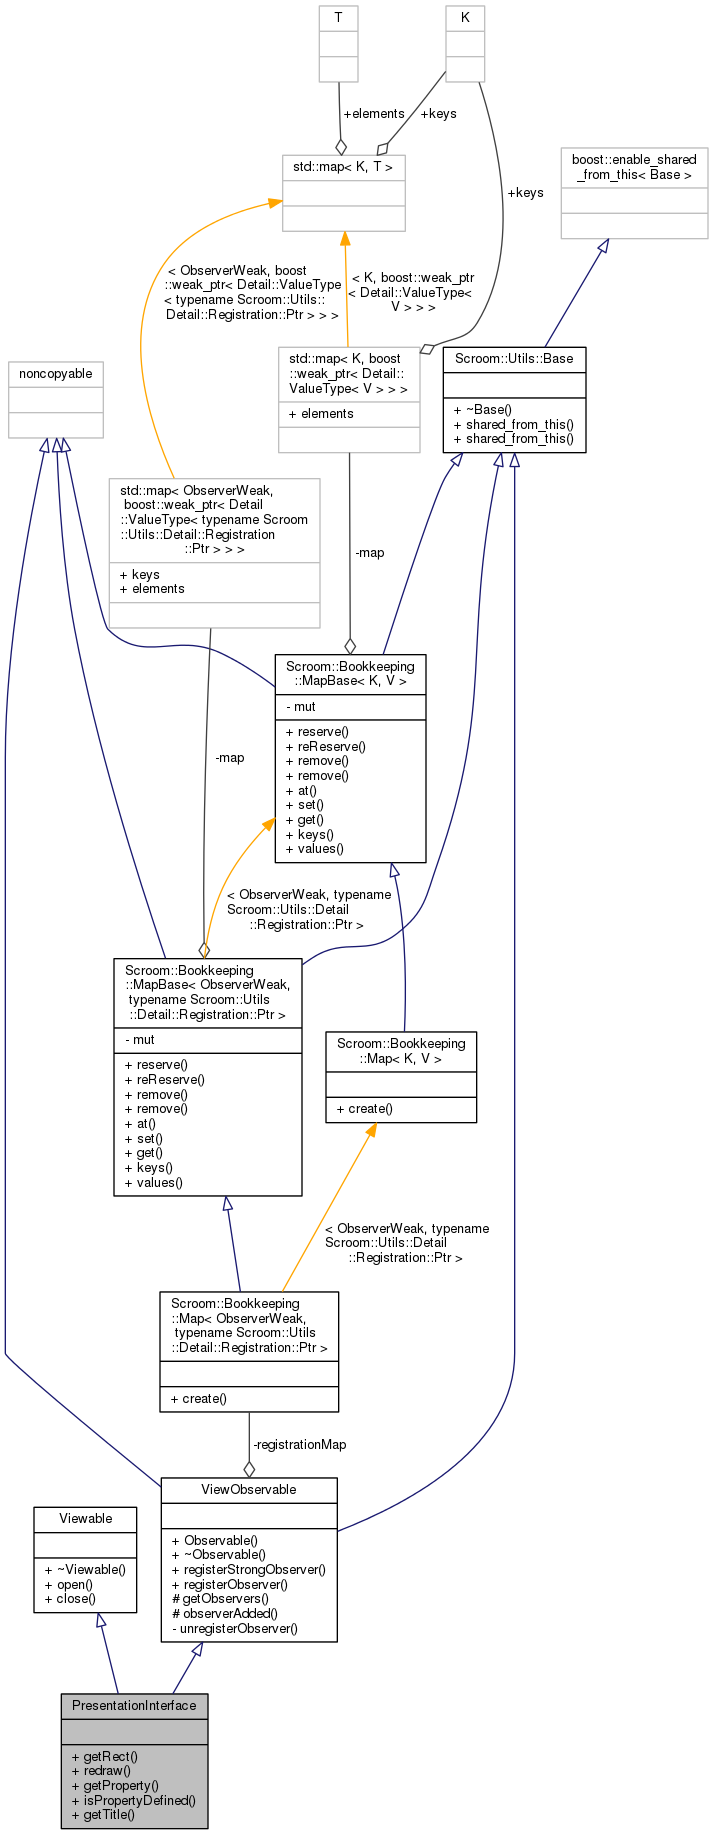 T
K
+elements
+keys
std::map< K, T >
boost::enable_shared
_from_this< Base >
+keys
< ObserverWeak, boost
::weak_ptr< Detail::ValueType
< typename Scroom::Utils::
Detail::Registration::Ptr > > >
< K, boost::weak_ptr
< Detail::ValueType<
V > > >
noncopyable
std::map< K, boost
::weak_ptr< Detail::
ValueType< V > > >
+ elements
Scroom::Utils::Base
+ ~Base()
+ shared_from_this()
+ shared_from_this()
std::map< ObserverWeak,
boost::weak_ptr< Detail
::ValueType< typename Scroom
::Utils::Detail::Registration
::Ptr > > >
+ keys
+ elements
-map
Scroom::Bookkeeping
::MapBase< K, V >
- mut
+ reserve()
+ reReserve()
+ remove()
+ remove()
+ at()
+ set()
+ get()
+ keys()
+ values()
-map
< ObserverWeak, typename
Scroom::Utils::Detail
::Registration::Ptr >
Scroom::Bookkeeping
::MapBase< ObserverWeak,
typename Scroom::Utils
::Detail::Registration::Ptr >
- mut
+ reserve()
+ reReserve()
+ remove()
+ remove()
+ at()
+ set()
+ get()
+ keys()
+ values()
Scroom::Bookkeeping
::Map< K, V >
+ create()
< ObserverWeak, typename
Scroom::Utils::Detail
::Registration::Ptr >
Scroom::Bookkeeping
::Map< ObserverWeak,
typename Scroom::Utils
::Detail::Registration::Ptr >
+ create()
-registrationMap
ViewObservable
+ Observable()
+ ~Observable()
+ registerStrongObserver()
+ registerObserver()
# getObservers()
# observerAdded()
- unregisterObserver()
Viewable
+ ~Viewable()
+ open()
+ close()
PresentationInterface
+ getRect()
+ redraw()
+ getProperty()
+ isPropertyDefined()
+ getTitle()